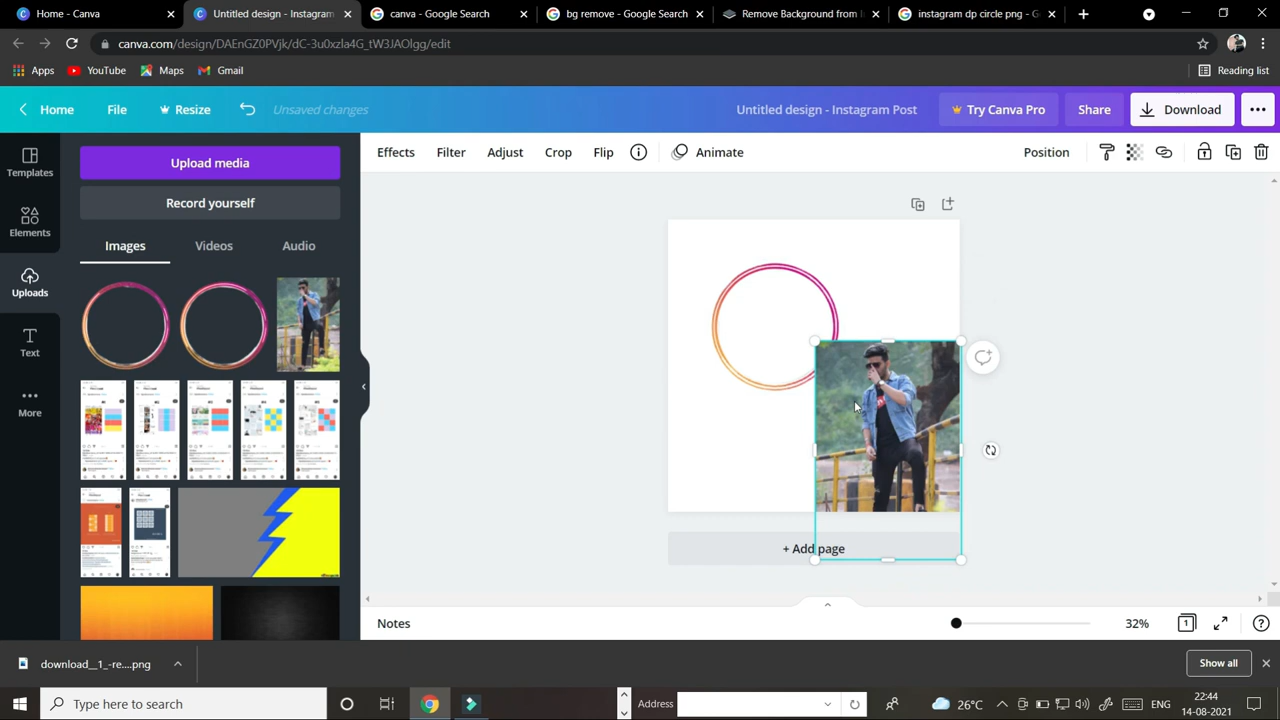 Home - Canva
Untitled design - Instagram
canva - Google Search
bg remove - Google Search
Remove Background from I
instagram dp circle png - G
canva.com/design/DAEnGZ0PVjk/dC-3u0xzla4G_tW3JAOlgg/edit
Apps YouTube Maps Gmail Reading list
Home File Resize Unsaved changes Untitled design - Instagram Post Try Canva Pro Share Download
Templates
Elements
Uploads
Text
More
Upload media
Record yourself
Images Videos Audio
Effects Filter Adjust Crop Flip Animate Position
+ Add page
Notes 32% 1
download__1_-re....png Show all
Type here to search Address 26°C 22:44
14-08-2021